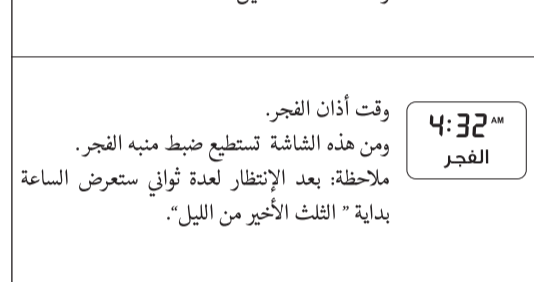 وقت أذان الفجر.
ومن هذه الشاشة تستطيع ضبط منبه الفجر.
ملاحظة: بعد الإنتظار لعدة ثواني ستعرض الساعة
بداية " الثلث الأخير من الليل“.
4:32 AM
الفجر